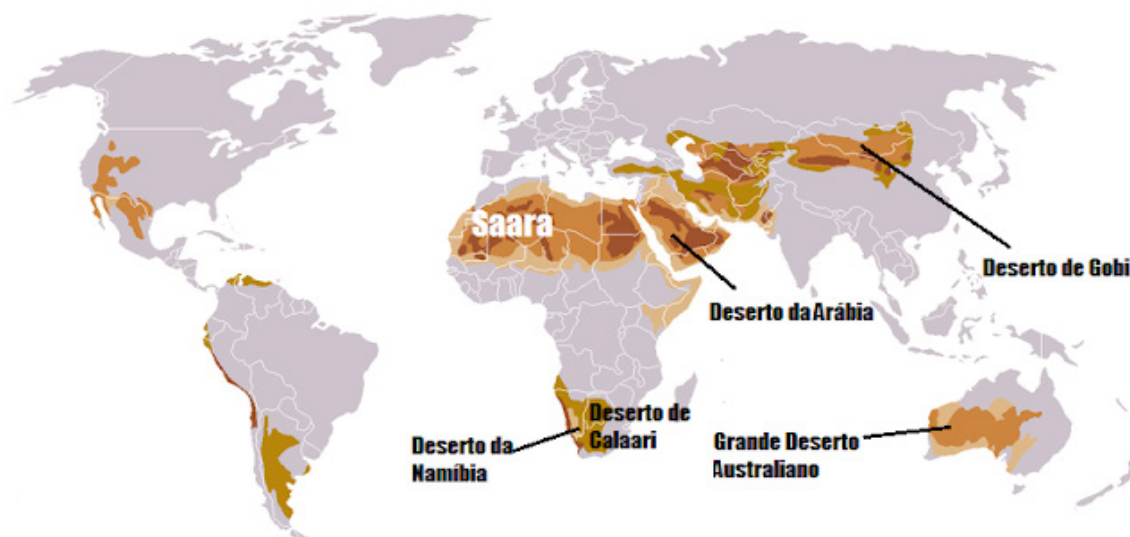 Saara
Deserto de Gobi
Deserto da Arábia
Deserto de
Calaari
Deserto da
Namíbia
Grande Deserto
Australiano